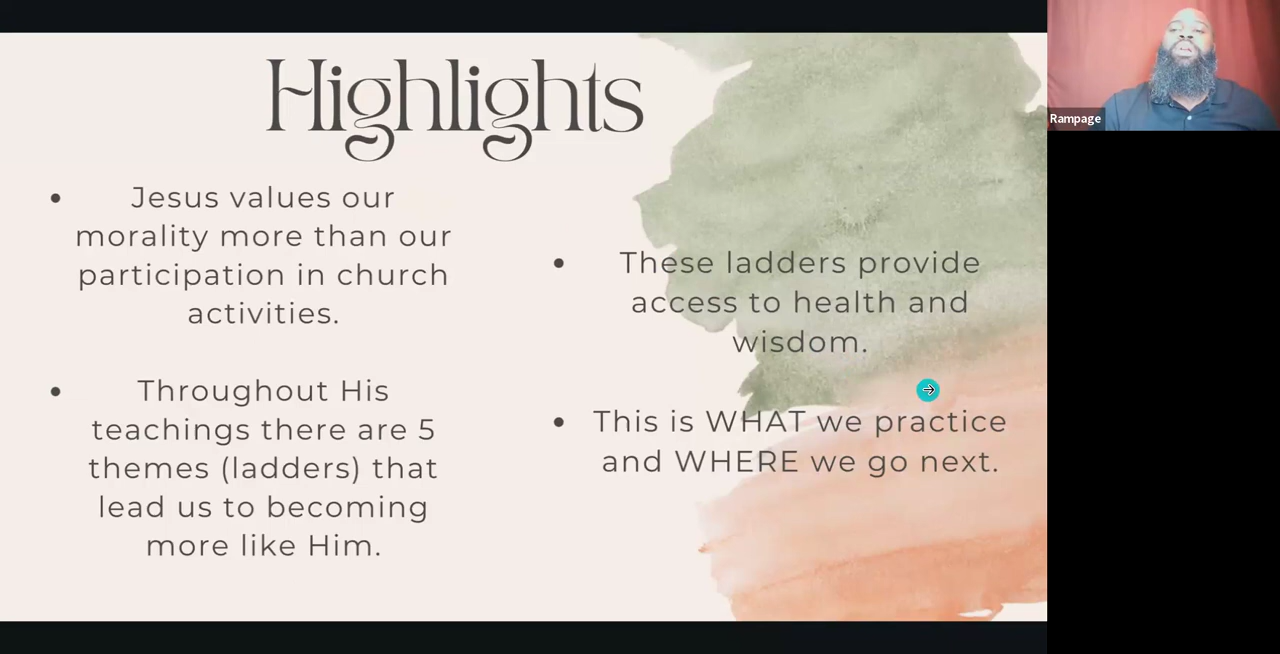 Highlights
Jesus values our
morality more than our
participation in church
activities.
Throughout His
teachings there are 5
themes (ladders) that
lead us to becoming
more like Him.
These ladders provide
access to health and
wisdom.
This is WHAT we practice
and WHERE we go next.
Rampage